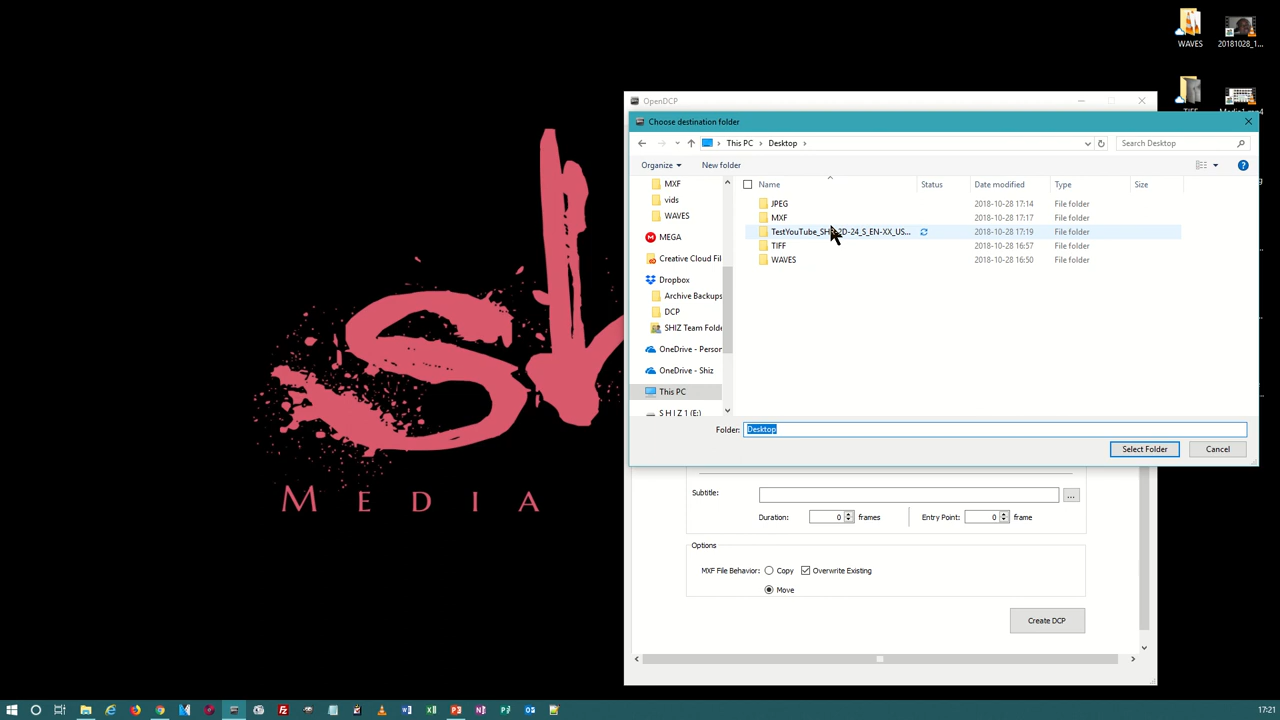 WAVES
20181028_1...
OpenDCP
Choose destination folder
This PC
Desktop
Search Desktop
Organize
New folder
Name
Status
Date modified
Type
Size
MXF
vids
WAVES
MEGA
Creative Cloud Fil
Dropbox
Archive Backups
DCP
SHIZ Team Folde
OneDrive - Person
OneDrive - Shiz
This PC
S H I Z 1 (E:)
JPEG
2018-10-28 17:14
File folder
MXF
2018-10-28 17:17
File folder
2018-10-28 17:19
File folder
TIFF
2018-10-28 16:57
File folder
WAVES
2018-10-28 16:50
File folder
Folder:
Desktop
Select Folder
Cancel
Subtitle:
...
Duration:
0
frames
Entry Point:
0
frame
Options
MXF File Behavior:
Copy
Overwrite Existing
Move
Create DCP
MEDIA
17:21